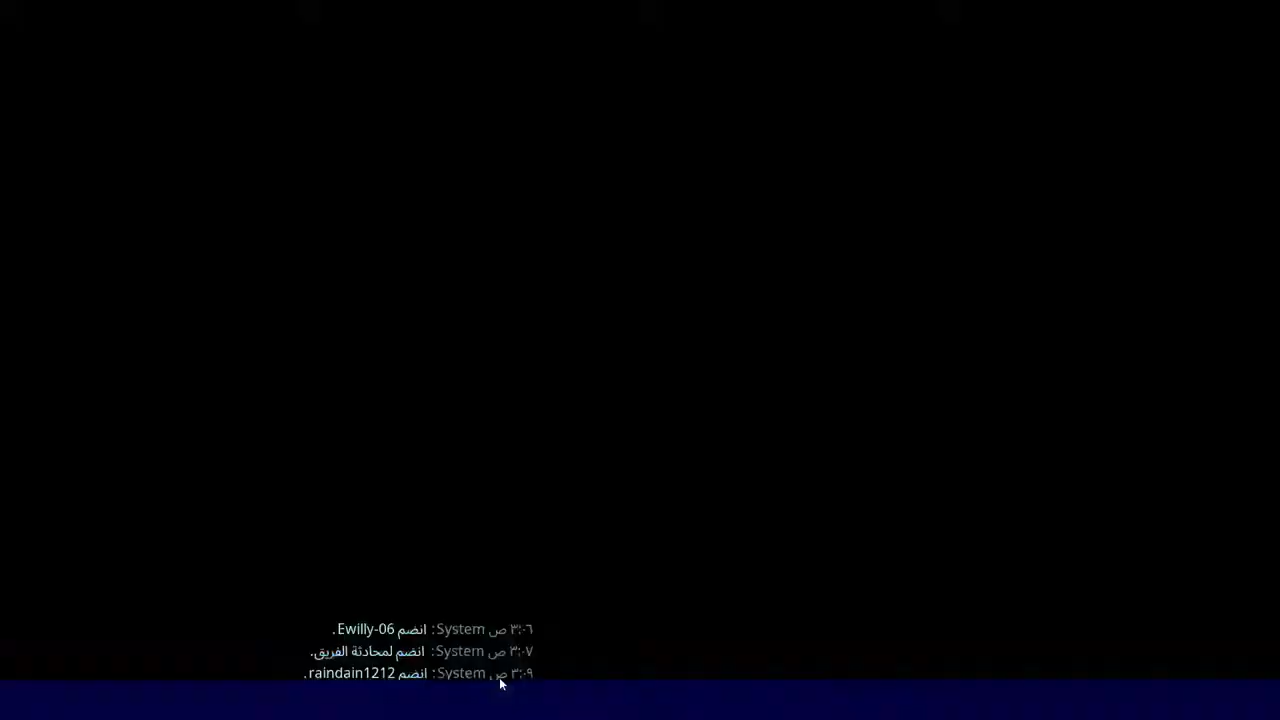 ٣:٠٦ ص System: انضم Ewilly-06.
٣:٠٧ ص System: انضم لمحادثة الفريق.
٣:٠٩ ص System: انضم raindain1212.